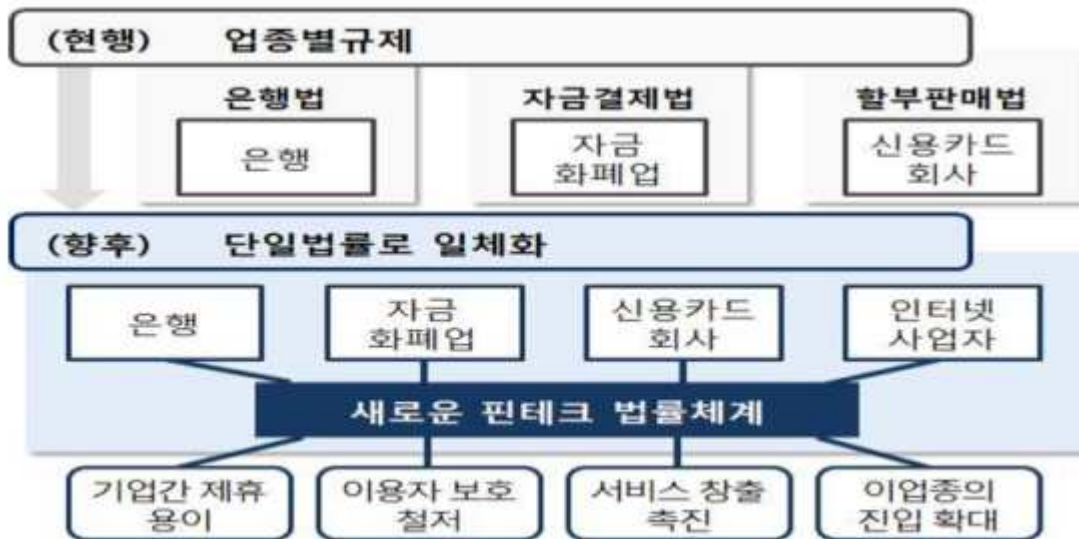 (현행) 업종별규제
은행법 자금결제법 할부판매법
은행
자금
화폐업
신용카드
회사
(향후) 단일법률로 일체화
은행
자금
화폐업
신용카드
회사
인터넷
사업자
새로운 핀테크 법률체계
기업간 제휴
용이
이용자 보호
철저
서비스 창출
촉진
이업종의
진입 확대